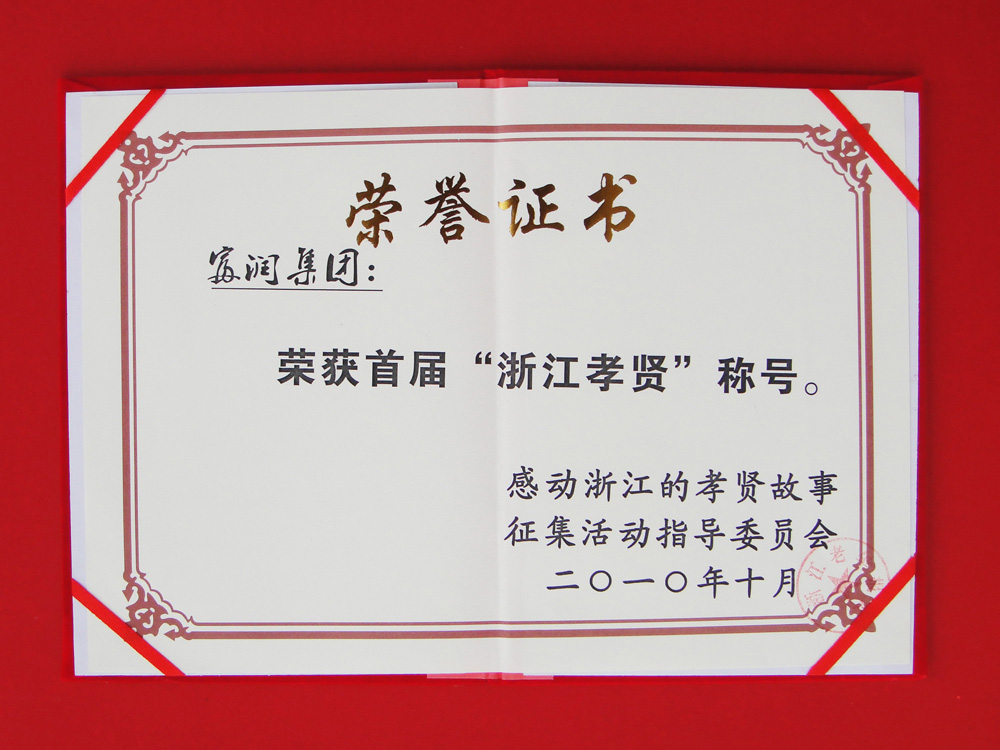 荣誉证书
富润集团：
荣获首届“浙江孝贤”称号。
感动浙江的孝贤故事
征集活动指导委员会
二〇一〇年十月